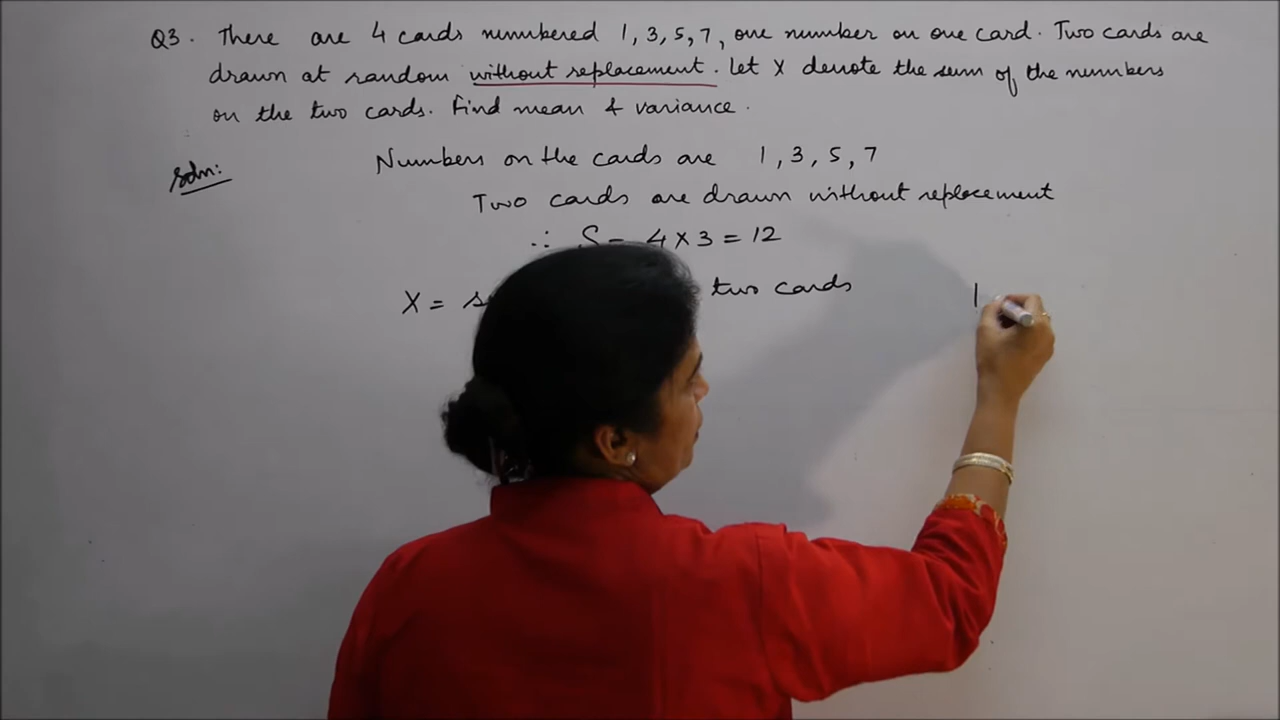 Q3. There are 4 cards numbered 1, 3, 5, 7, one number on one card. Two cards are
drawn at random without replacement. Let X denote the sum of the numbers
on the two cards. Find mean & variance.
Soln:
Numbers on the cards are 1, 3, 5, 7
Two cards are drawn without replacement
∴ S = 4 × 3 = 12
X = two cards
1